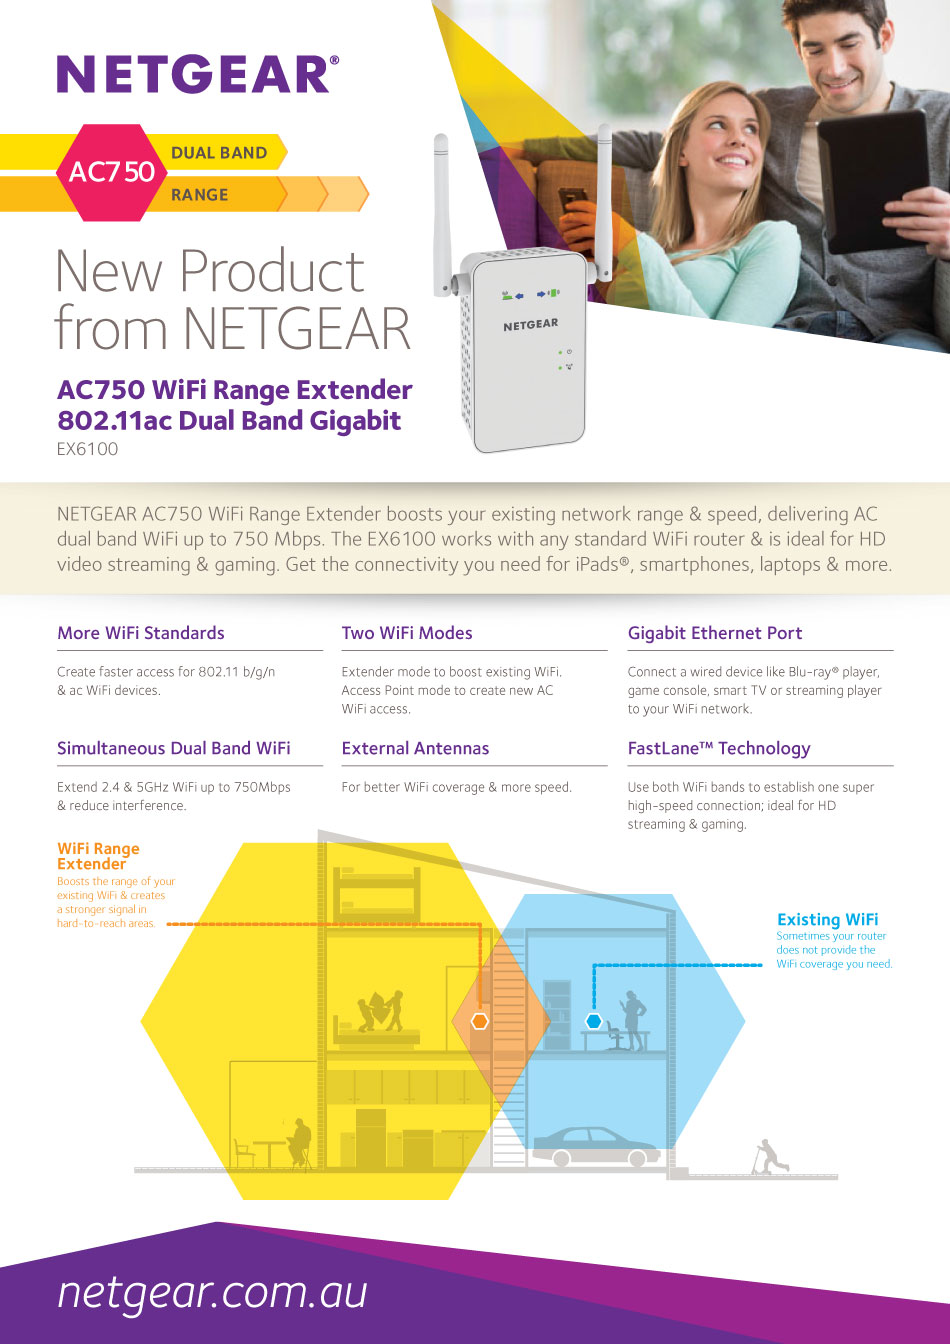 NETGEAR®
AC750
DUAL BAND
RANGE
New Product
from NETGEAR
NETGEAR
AC750 WiFi Range Extender
802.11ac Dual Band Gigabit
EX6100
NETGEAR AC750 WiFi Range Extender boosts your existing network range & speed, delivering AC
dual band WiFi up to 750 Mbps. The EX6100 works with any standard WiFi router & is ideal for HD
video streaming & gaming. Get the connectivity you need for iPads®, smartphones, laptops & more.
More WiFi Standards
Create faster access for 802.11 b/g/n
& ac WiFi devices.
Two WiFi Modes
Extender mode to boost existing WiFi.
Access Point mode to create new AC
WiFi access.
Gigabit Ethernet Port
Connect a wired device like Blu-ray® player,
game console, smart TV or streaming player
to your WiFi network.
Simultaneous Dual Band WiFi
Extend 2.4 & 5GHz WiFi up to 750Mbps
& reduce interference.
External Antennas
For better WiFi coverage & more speed.
FastLane™ Technology
Use both WiFi bands to establish one super
high-speed connection; ideal for HD
streaming & gaming.
WiFi Range
Extender
Boosts the range of your
existing WiFi & creates
a stronger signal in
hard-to-reach areas.
Existing WiFi
Sometimes your router
does not provide the
WiFi coverage you need.
netgear.com.au